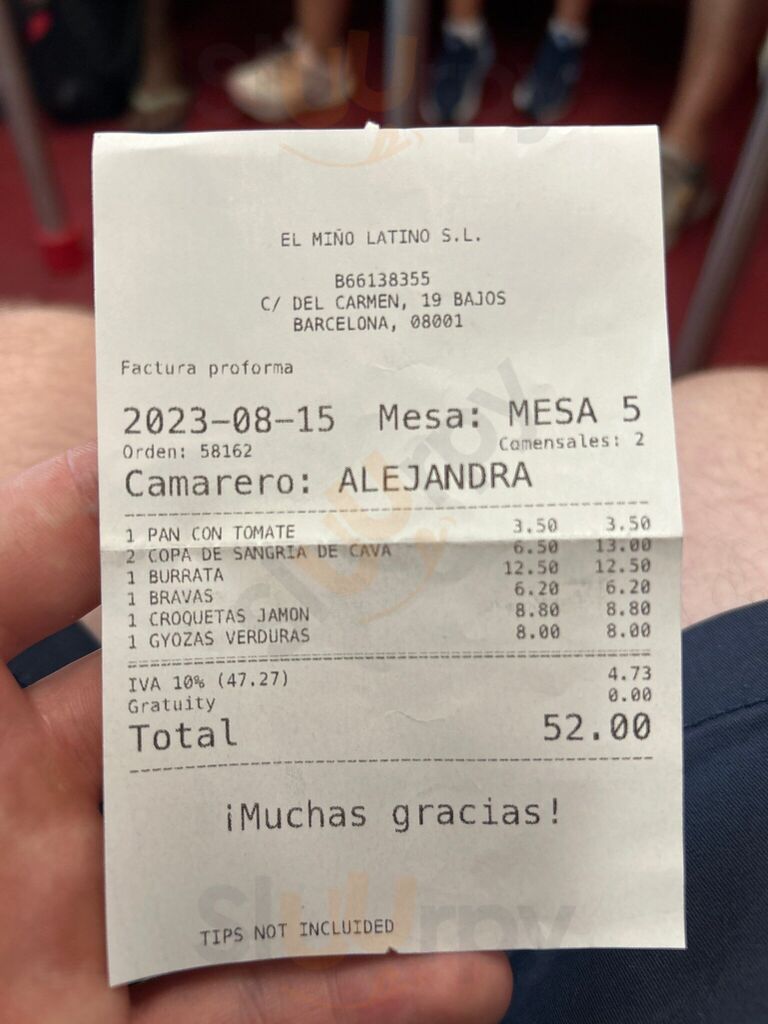 EL MIÑO LATINO S.L.
B66138355
C/ DEL CARMEN, 19 BAJOS
BARCELONA, 08001
Factura proforma
2023-08-15 Mesa: MESA 5
Orden: 58162 Comensales: 2
Camarero: ALEJANDRA
1 PAN CON TOMATE 3.50 3.50
2 COPA DE SANGRIA DE CAVA 6.50 13.00
1 BURRATA 12.50 12.50
1 BRAVAS 6.20 6.20
1 CROQUETAS JAMON 8.80 8.80
1 GYOZAS VERDURAS 8.00 8.00
IVA 10% (47.27) 4.73
Gratuity 0.00
Total 52.00
¡Muchas gracias!
TIPS NOT INCLUIDED
Sluurpy
Sluurpy
Sluurpy